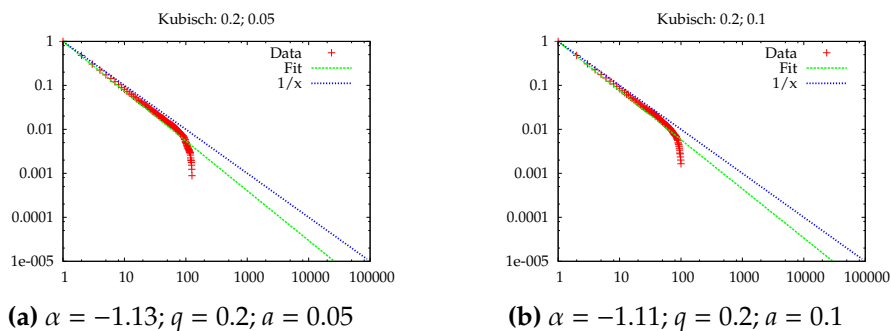 Kubisch: 0.2; 0.05
1
0.1
0.01
0.001
0.0001
1e-005
1
10
100
1000
10000
100000
Data
Fit
1/x
(a) α = −1.13; q = 0.2; a = 0.05
Kubisch: 0.2; 0.1
1
0.1
0.01
0.001
0.0001
1e-005
1
10
100
1000
10000
100000
Data
Fit
1/x
(b) α = −1.11; q = 0.2; a = 0.1